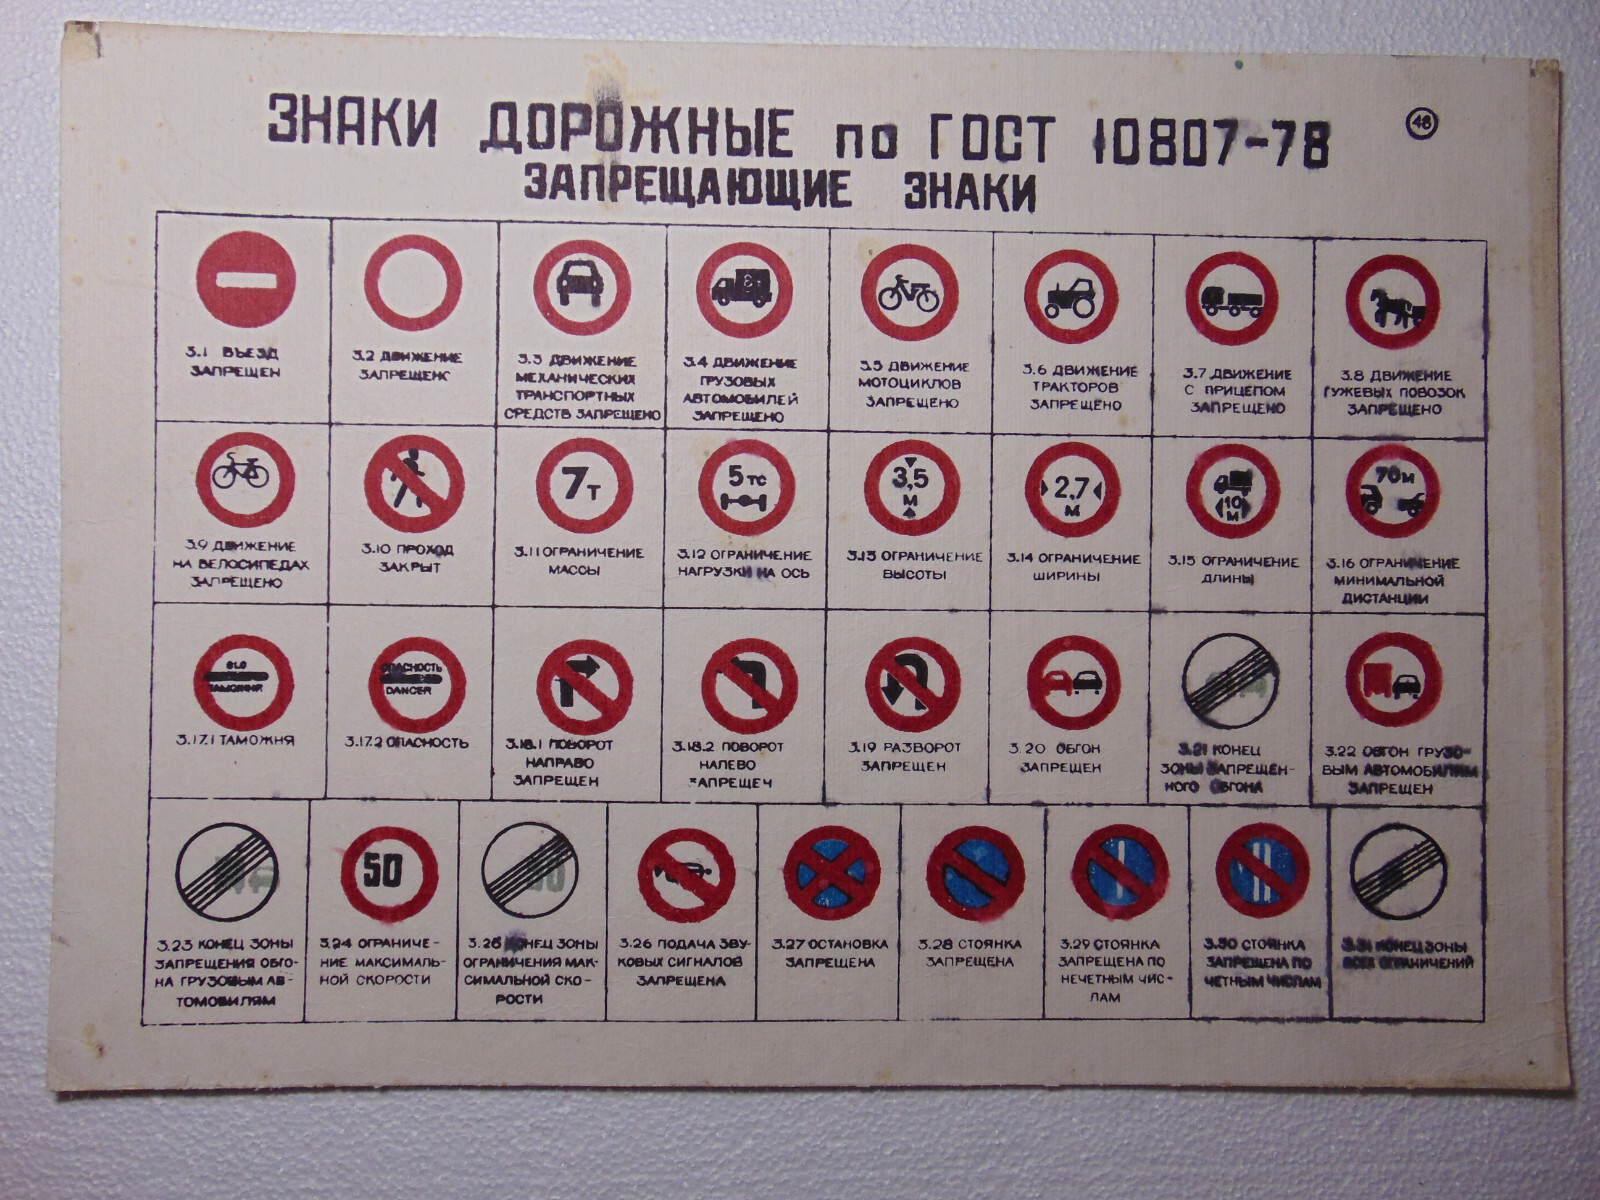 ЗНАКИ ДОРОЖНЫЕ по ГОСТ 10807-78
48
ЗАПРЕЩАЮЩИЕ ЗНАКИ
3.1 ВЪЕЗД
ЗАПРЕЩЕН
3.2 ДВИЖЕНИЕ
ЗАПРЕЩЕНО
3.3 ДВИЖЕНИЕ
МЕХАНИЧЕСКИХ
ТРАНСПОРТНЫХ
СРЕДСТВ ЗАПРЕЩЕНО
3.4 ДВИЖЕНИЕ
ГРУЗОВЫХ
АВТОМОБИЛЕЙ
ЗАПРЕЩЕНО
3.5 ДВИЖЕНИЕ
МОТОЦИКЛОВ
ЗАПРЕЩЕНО
3.6 ДВИЖЕНИЕ
ТРАКТОРОВ
ЗАПРЕЩЕНО
3.7 ДВИЖЕНИЕ
С ПРИЦЕПОМ
ЗАПРЕЩЕНО
3.8 ДВИЖЕНИЕ
ГУЖЕВЫХ ПОВОЗОК
ЗАПРЕЩЕНО
3.9 ДВИЖЕНИЕ
НА ВЕЛОСИПЕДАХ
ЗАПРЕЩЕНО
3.10 ПРОХОД
ЗАКРЫТ
7т
3.11 ОГРАНИЧЕНИЕ
МАССЫ
5тс
3.12 ОГРАНИЧЕНИЕ
НАГРУЗКИ НА ОСЬ
3,5
М
3.13 ОГРАНИЧЕНИЕ
ВЫСОТЫ
2,7
М
3.14 ОГРАНИЧЕНИЕ
ШИРИНЫ
10
М
3.15 ОГРАНИЧЕНИЕ
ДЛИНЫ
70м
3.16 ОГРАНИЧЕНИЕ
МИНИМАЛЬНОЙ
ДИСТАНЦИИ
ТАМОЖНЯ
3.17.1 ТАМОЖНЯ
ОПАСНОСТЬ
DANGER
3.17.2 ОПАСНОСТЬ
3.18.1 ПОВОРОТ
НАПРАВО
ЗАПРЕЩЕН
3.18.2 ПОВОРОТ
НАЛЕВО
ЗАПРЕЩЕН
3.19 РАЗВОРОТ
ЗАПРЕЩЕН
3.20 ОБГОН
ЗАПРЕЩЕН
3.21 КОНЕЦ
ЗОНЫ ЗАПРЕЩЕН-
НОГО ОБГОНА
3.22 ОБГОН ГРУЗО-
ВЫМ АВТОМОБИЛЯМ
ЗАПРЕЩЕН
3.23 КОНЕЦ ЗОНЫ
ЗАПРЕЩЕНИЯ ОБГО-
НА ГРУЗОВЫМ АВ-
ТОМОБИЛЯМ
50
3.24 ОГРАНИЧЕ-
НИЕ МАКСИМАЛЬ-
НОЙ СКОРОСТИ
3.25 КОНЕЦ ЗОНЫ
ОГРАНИЧЕНИЯ МАК-
СИМАЛЬНОЙ СКО-
РОСТИ
3.26 ПОДАЧА ЗВУ-
КОВЫХ СИГНАЛОВ
ЗАПРЕЩЕНА
3.27 ОСТАНОВКА
ЗАПРЕЩЕНА
3.28 СТОЯНКА
ЗАПРЕЩЕНА
3.29 СТОЯНКА
ЗАПРЕЩЕНА ПО
НЕЧЕТНЫМ ЧИС-
ЛАМ
3.30 СТОЯНКА
ЗАПРЕЩЕНА ПО
ЧЕТНЫМ ЧИСЛАМ
3.31 КОНЕЦ ЗОНЫ
ВСЕХ ОГРАНИЧЕНИЙ